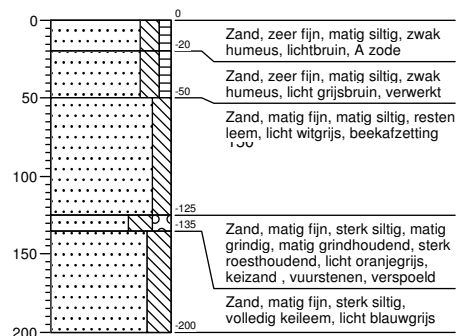 0
0
Zand, zeer fijn, matig siltig, zwak
humeus, lichtbruin, A zode
-20
Zand, zeer fijn, matig siltig, zwak
humeus, licht grijsbruin, verwerkt
50
-50
Zand, matig fijn, matig siltig, resten
leem, licht witgrijs, beekafzetting
100
-125
-135
Zand, matig fijn, sterk siltig, matig
grindig, matig grindhoudend, sterk
roesthoudend, licht oranjegrijs,
keizand , vuurstenen, verspoeld
150
Zand, matig fijn, sterk siltig,
volledig keileem, licht blauwgrijs
200
-200